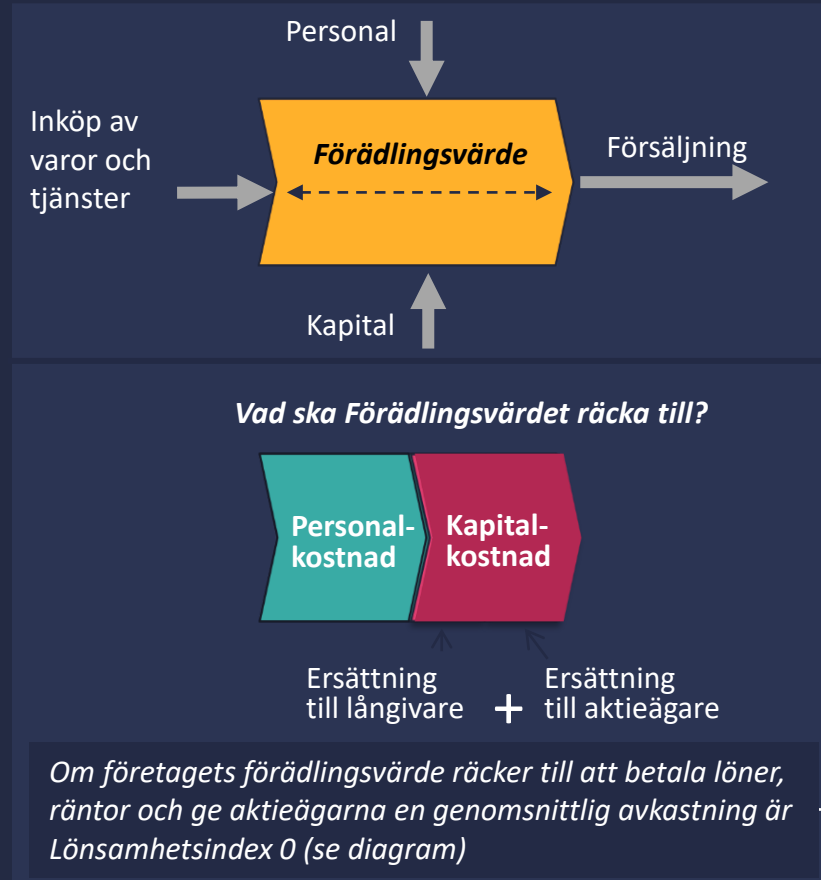 Personal
Inköp av
varor och
tjänster
Förädlingsvärde
Försäljning
Kapital
Vad ska Förädlingsvärdet räcka till?
Personal-
kostnad
Kapital-
kostnad
Ersättning
till långivare
+
Ersättning
till aktieägare
Om företagets förädlingsvärde räcker till att betala löner,
räntor och ge aktieägarna en genomsnittlig avkastning är
Lönsamhetsindex 0 (se diagram)